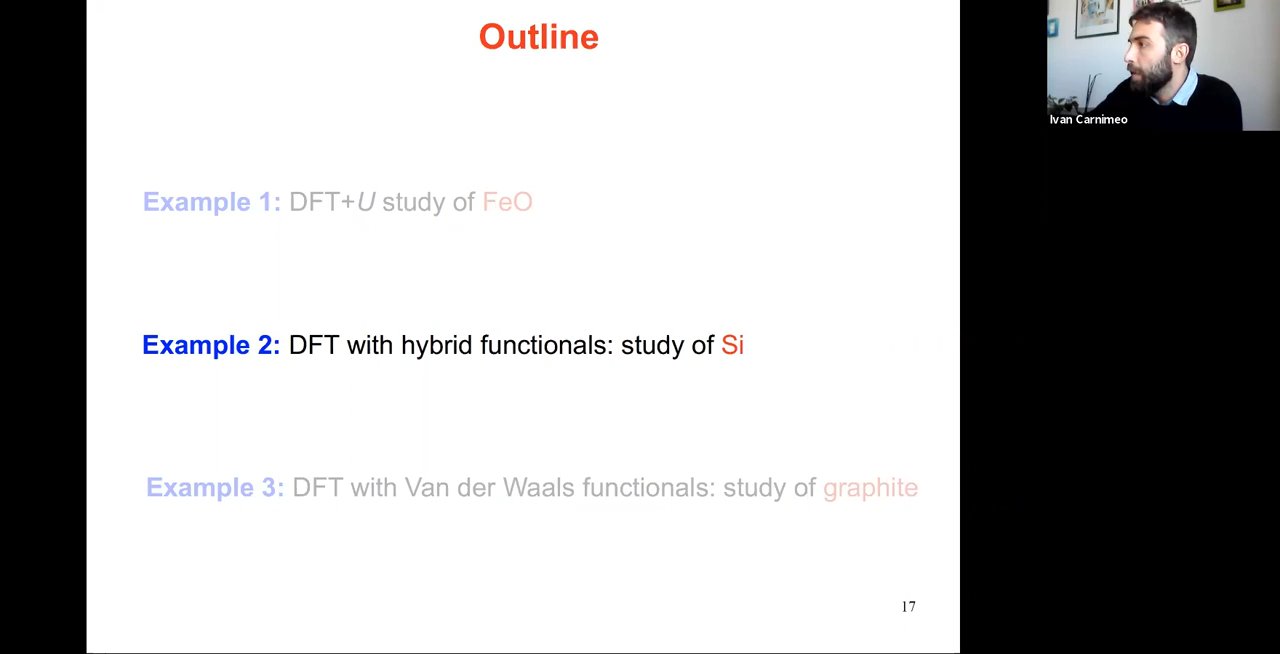 Outline
Ivan Carnimeo
Example 1: DFT+U study of FeO
Example 2: DFT with hybrid functionals: study of Si
Example 3: DFT with Van der Waals functionals: study of graphite
17